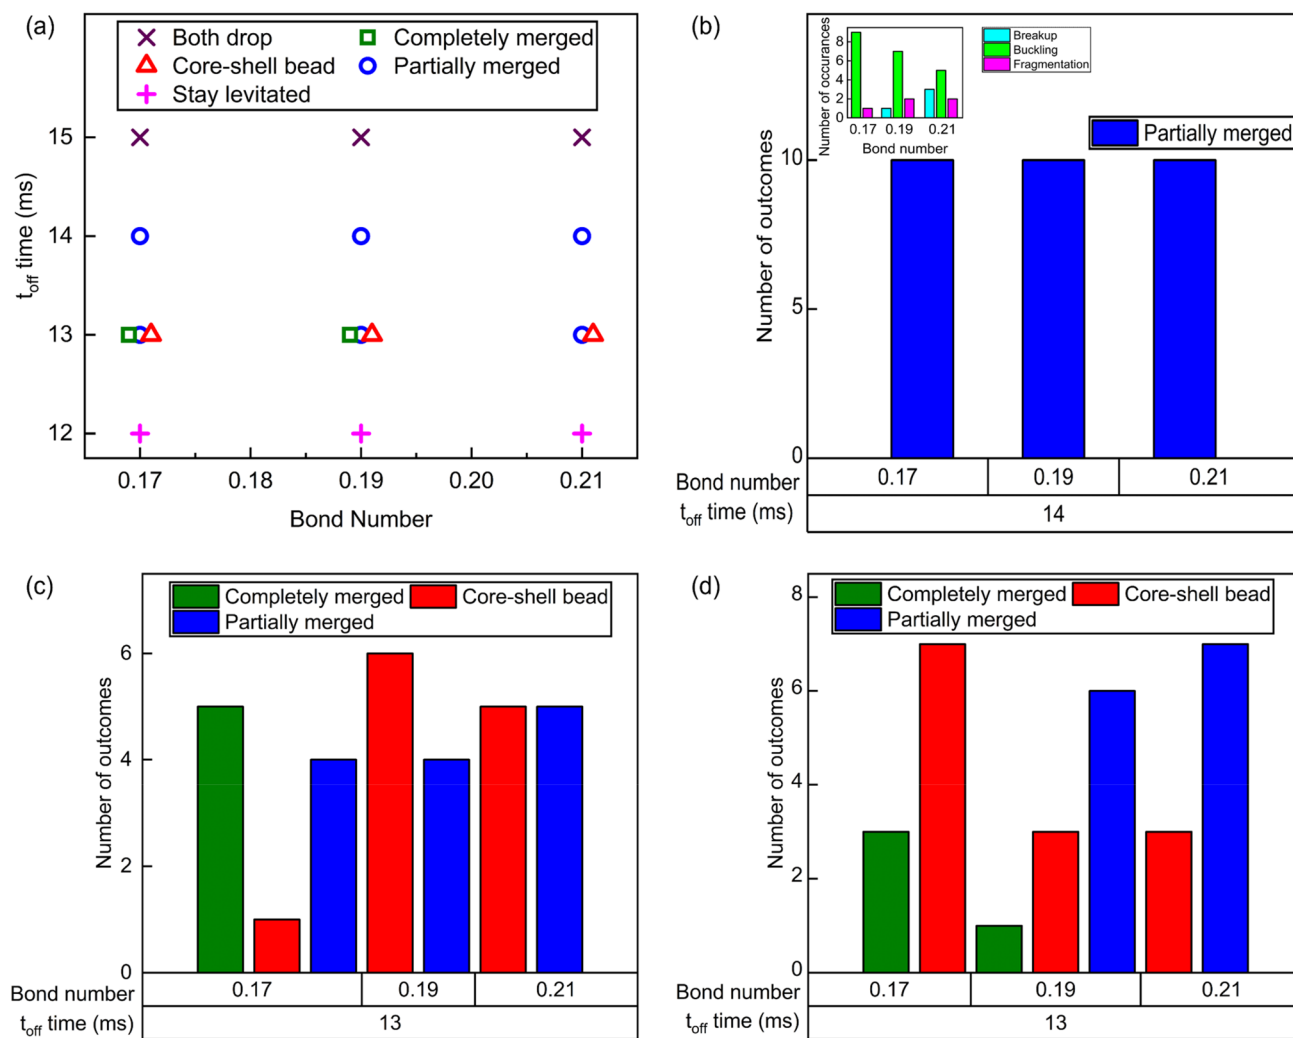 (a)
Both drop
Completely merged
Core-shell bead
Partially merged
Stay levitated
t_off time (ms)
15
14
13
12
0.17 0.18 0.19 0.20 0.21
Bond Number
(b)
Number of occurances
8
6
4
2
0
0.17 0.19 0.21
Bond number
Breakup
Buckling
Fragmentation
Partially merged
Number of outcomes
10
5
0
Bond number 0.17 0.19 0.21
t_off time (ms) 14
(c)
Completely merged Core-shell bead
Partially merged
Number of outcomes
6
4
2
0
Bond number 0.17 0.19 0.21
t_off time (ms) 13
(d)
Completely merged Core-shell bead
Partially merged
Number of outcomes
8
6
4
2
0
Bond number 0.17 0.19 0.21
t_off time (ms) 13